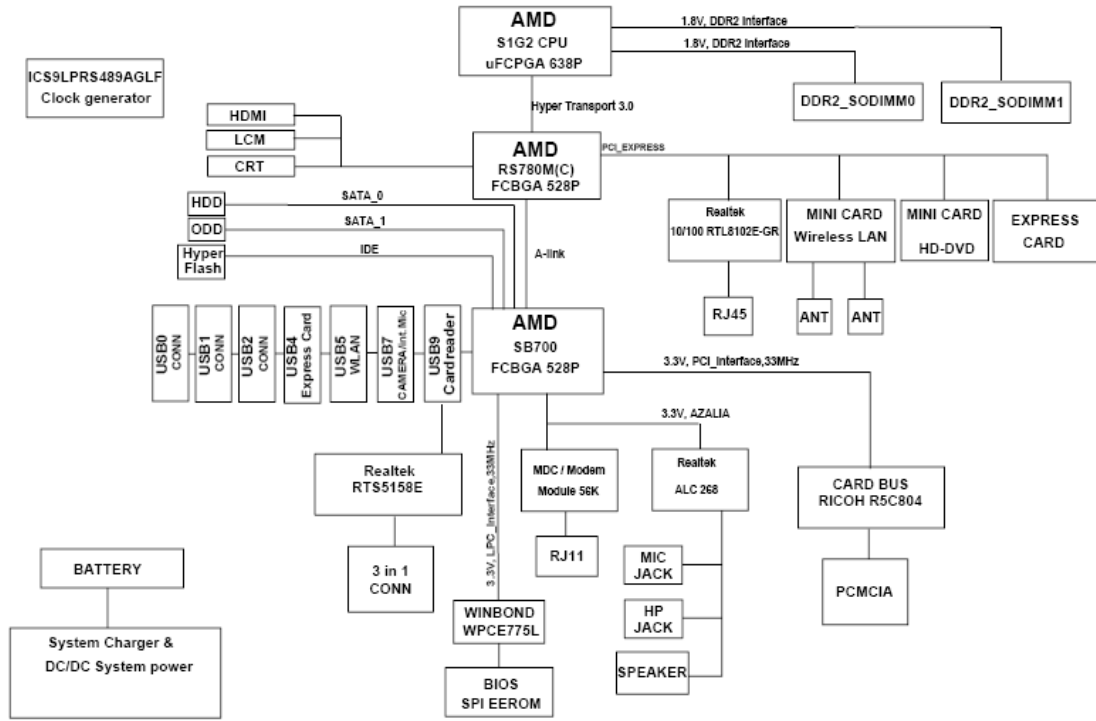 AMD
S1G2 CPU
uFCPGA 638P
1.8V, DDR2 Interface
1.8V, DDR2 Interface
ICS9LPRS489AGLF
Clock generator
DDR2_SODIMM0
DDR2_SODIMM1
Hyper Transport 3.0
HDMI
LCM
CRT
AMD
RS780M(C)
FCBGA 528P
PCI_EXPRESS
HDD
SATA_0
ODD
SATA_1
Hyper
Flash
IDE
A-link
Realtek
10/100 RTL8102E-GR
MINI CARD
Wireless LAN
MINI CARD
HD-DVD
EXPRESS
CARD
RJ45
ANT
ANT
USB0
CONN
USB1
CONN
USB2
CONN
USB4
Express Card
USB5
WLAN
USB7
CAMERA/int. Mic
USB9
Cardreader
AMD
SB700
FCBGA 528P
3.3V, PCI_Interface,33MHz
3.3V, AZALIA
3.3V, LPC_Interface,33MHz
Realtek
RTS5158E
MDC / Modem
Module 56K
Realtek
ALC 268
CARD BUS
RICOH R5C804
3 in 1
CONN
RJ11
MIC
JACK
PCMCIA
BATTERY
WINBOND
WPCE775L
HP
JACK
System Charger &
DC/DC System power
BIOS
SPI EEROM
SPEAKER